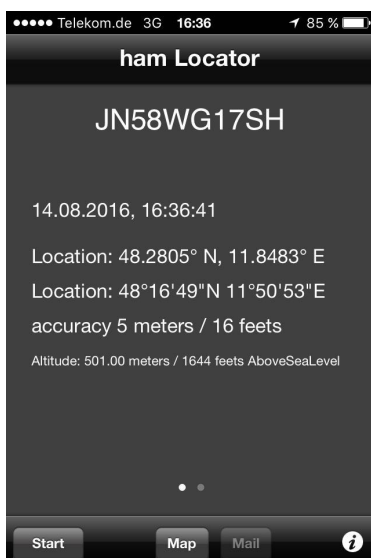 Telekom.de 3G 16:36 85 %
ham Locator
JN58WG17SH
14.08.2016, 16:36:41
Location: 48.2805° N, 11.8483° E
Location: 48°16'49"N 11°50'53"E
accuracy 5 meters / 16 feets
Altitude: 501.00 meters / 1644 feets AboveSeaLevel
Start Map Mail i